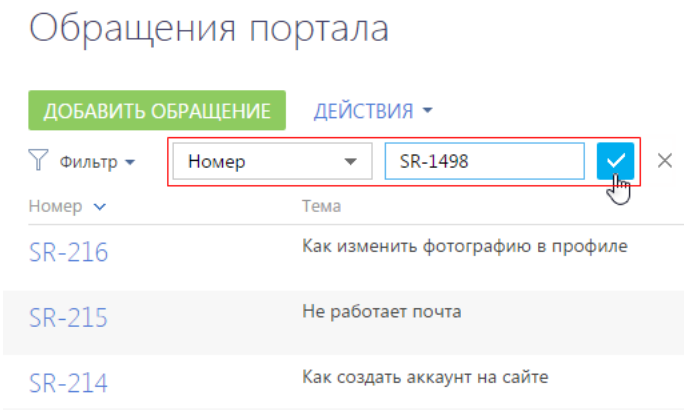 Обращения портала
ДОБАВИТЬ ОБРАЩЕНИЕ ДЕЙСТВИЯ
Фильтр Номер SR-1498
Номер Тема
SR-216 Как изменить фотографию в профиле
SR-215 Не работает почта
SR-214 Как создать аккаунт на сайте